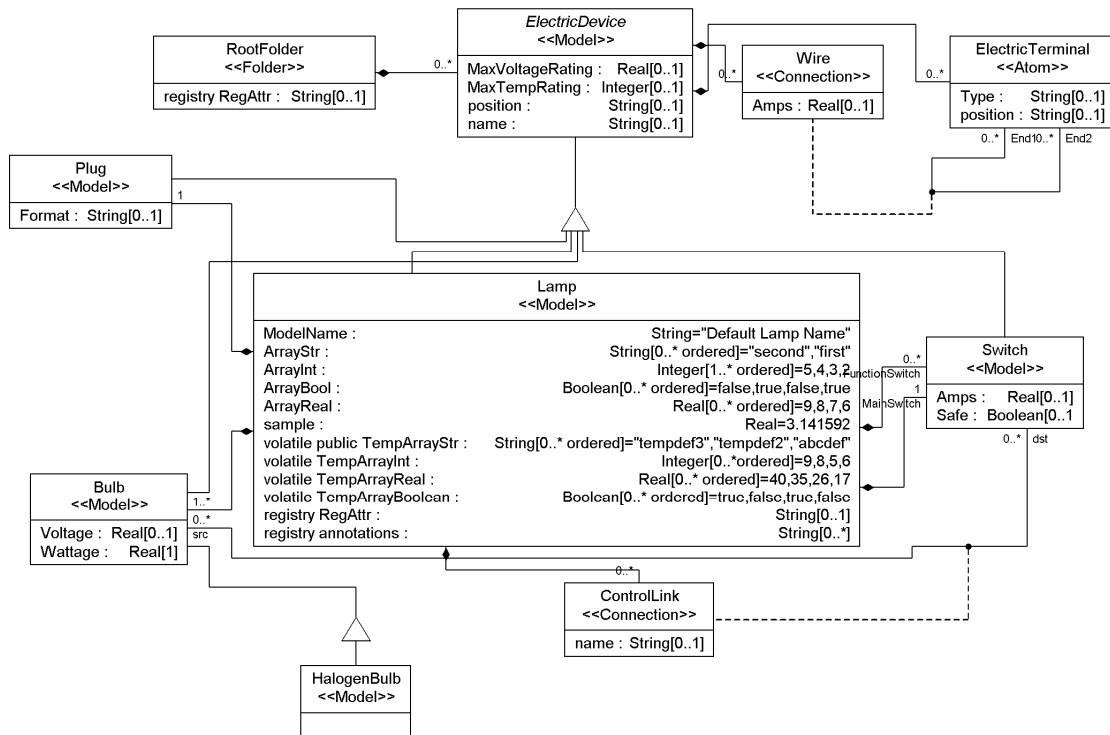 ElectricDevice
<<Model>>
MaxVoltageRating : Real[0..1]
MaxTempRating : Integer[0..1]
position : String[0..1]
name : String[0..1]
RootFolder
<<Folder>>
registry RegAttr : String[0..1]
0..*
Wire
<<Connection>>
Amps : Real[0..1]
0..*
ElectricTerminal
<<Atom>>
Type : String[0..1]
position : String[0..1]
0..*
0..* End1
0..* End2
Plug
<<Model>>
Format : String[0..1]
1
Lamp
<<Model>>
ModelName : String="Default Lamp Name"
ArrayStr : String[0..* ordered]="second","first"
ArrayInt : Integer[1..* ordered]=5,4,3,2
ArrayBool : Boolean[0..* ordered]=false,true,false,true
ArrayReal : Real[0..* ordered]=9,8,7,6
sample : Real=3.141592
volatile public TempArrayStr : String[0..* ordered]="tempdef3","tempdef2","abcdef"
volatile TempArrayInt : Integer[0..*ordered]=9,8,5,6
volatile TempArrayReal : Real[0..* ordered]=40,35,26,17
volatile TempArrayBoolean : Boolean[0..* ordered]=true,false,true,false
registry RegAttr : String[0..1]
registry annotations : String[0..*]
0..*
FunctionSwitch
1
MainSwitch
Switch
<<Model>>
Amps : Real[0..1]
Safe : Boolean[0..1
0..* dst
Bulb
<<Model>>
Voltage : Real[0..1]
Wattage : Real[1]
1..*
0..*
src
0..*
ControlLink
<<Connection>>
name : String[0..1]
HalogenBulb
<<Model>>